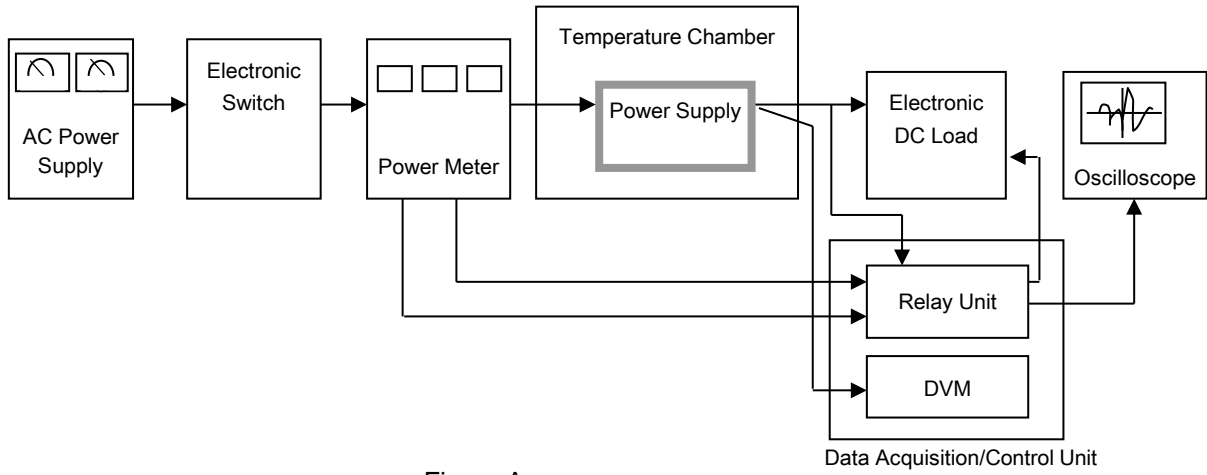 Temperature Chamber
Electronic
Switch
Power Supply
Electronic
DC Load
AC Power
Supply
Power Meter
Oscilloscope
Relay Unit
DVM
Data Acquisition/Control Unit